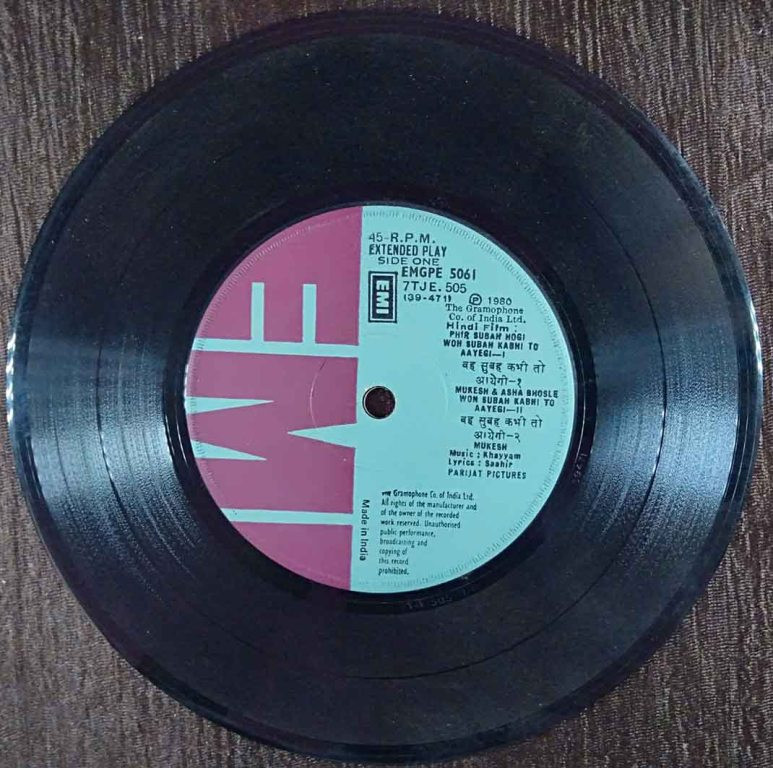 EMI
45-R.P.M.
EXTENDED PLAY
SIDE ONE
EMI
EMGPE 5061
7TJE. 505
(39-471)
Ⓟ 1980
The Gramophone
Co. of India Ltd.
Hindi Film :
PHIR SUBAH HOGI
WOH SUBAH KABHI TO
AAYEGI—I
वह सुबह कभी तो
आयेगी-१
MUKESH & ASHA BHOSLE
WOH SUBAH KABHI TO
AAYEGI—II
वह सुबह कभी तो
आयेगी-२
MUKESH
Music : Khayyam
Lyrics : Saahir
PARIJAT PICTURES
The Gramophone Co. of India Ltd.
All rights of the manufacturer and
of the owner of the recorded
work reserved. Unauthorised
public performance,
broadcasting and
copying of
this record
prohibited.
Made in India